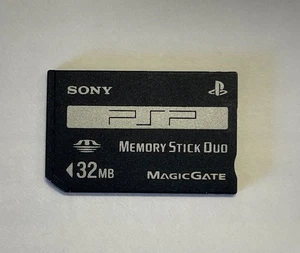 SONY
PSP
MEMORY STICK DUO
32MB
MAGICGATE